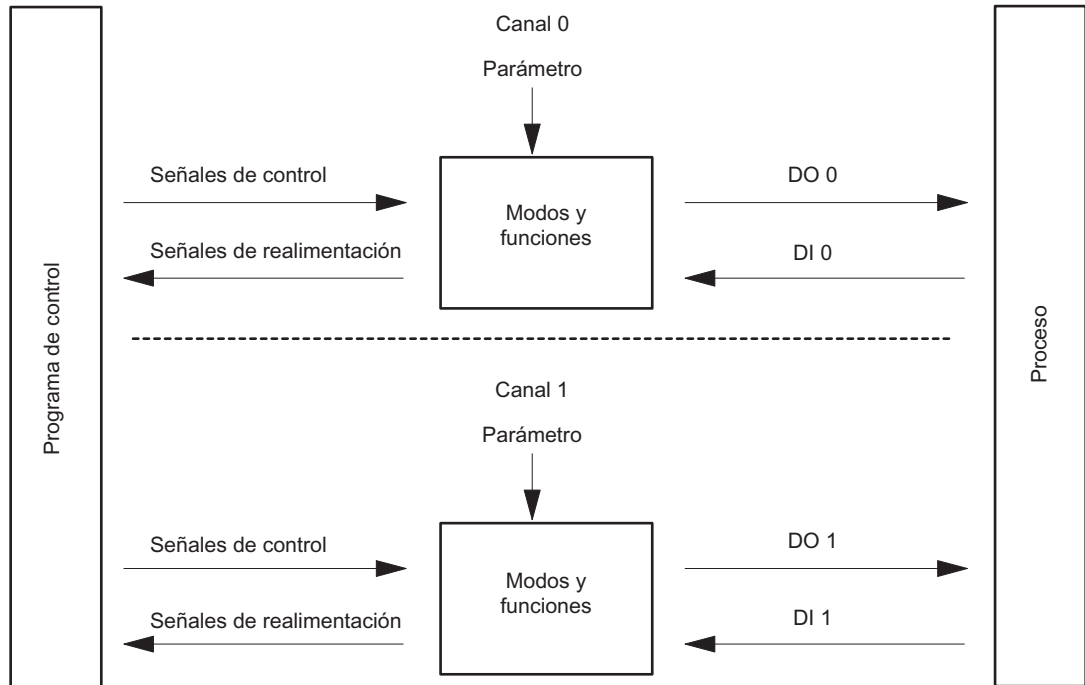 Programa de control
Canal 0
Parámetro
Señales de control
Señales de realimentación
Modos y
funciones
DO 0
DI 0
Canal 1
Parámetro
Señales de control
Señales de realimentación
Modos y
funciones
DO 1
DI 1
Proceso